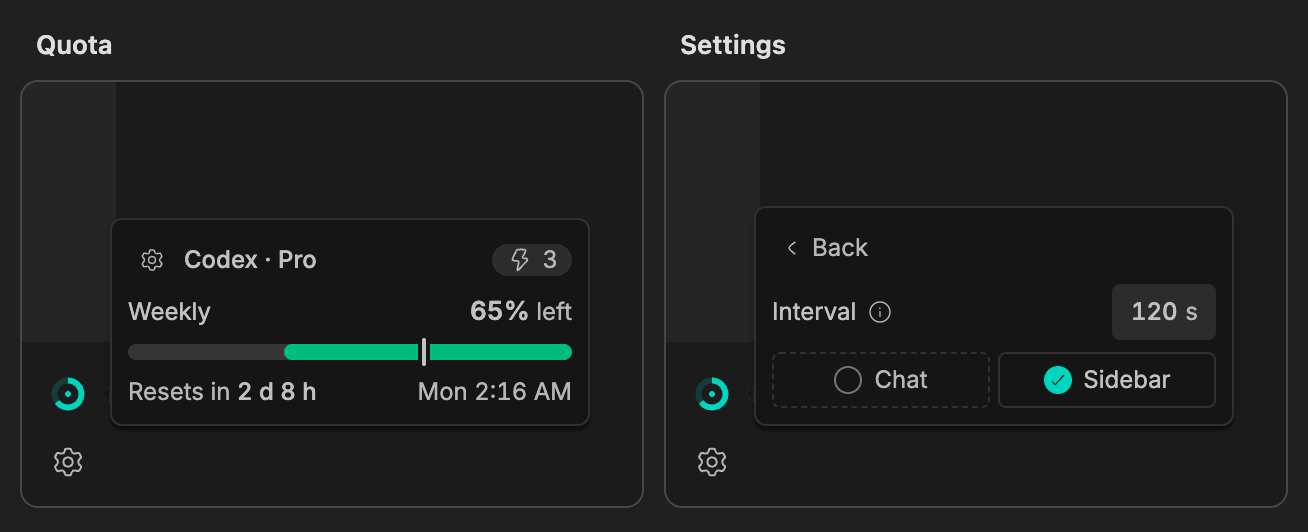 Quota
Codex · Pro
3
Weekly
65% left
Resets in 2 d 8 h
Mon 2:16 AM
Settings
Back
Interval
120 s
Chat
Sidebar